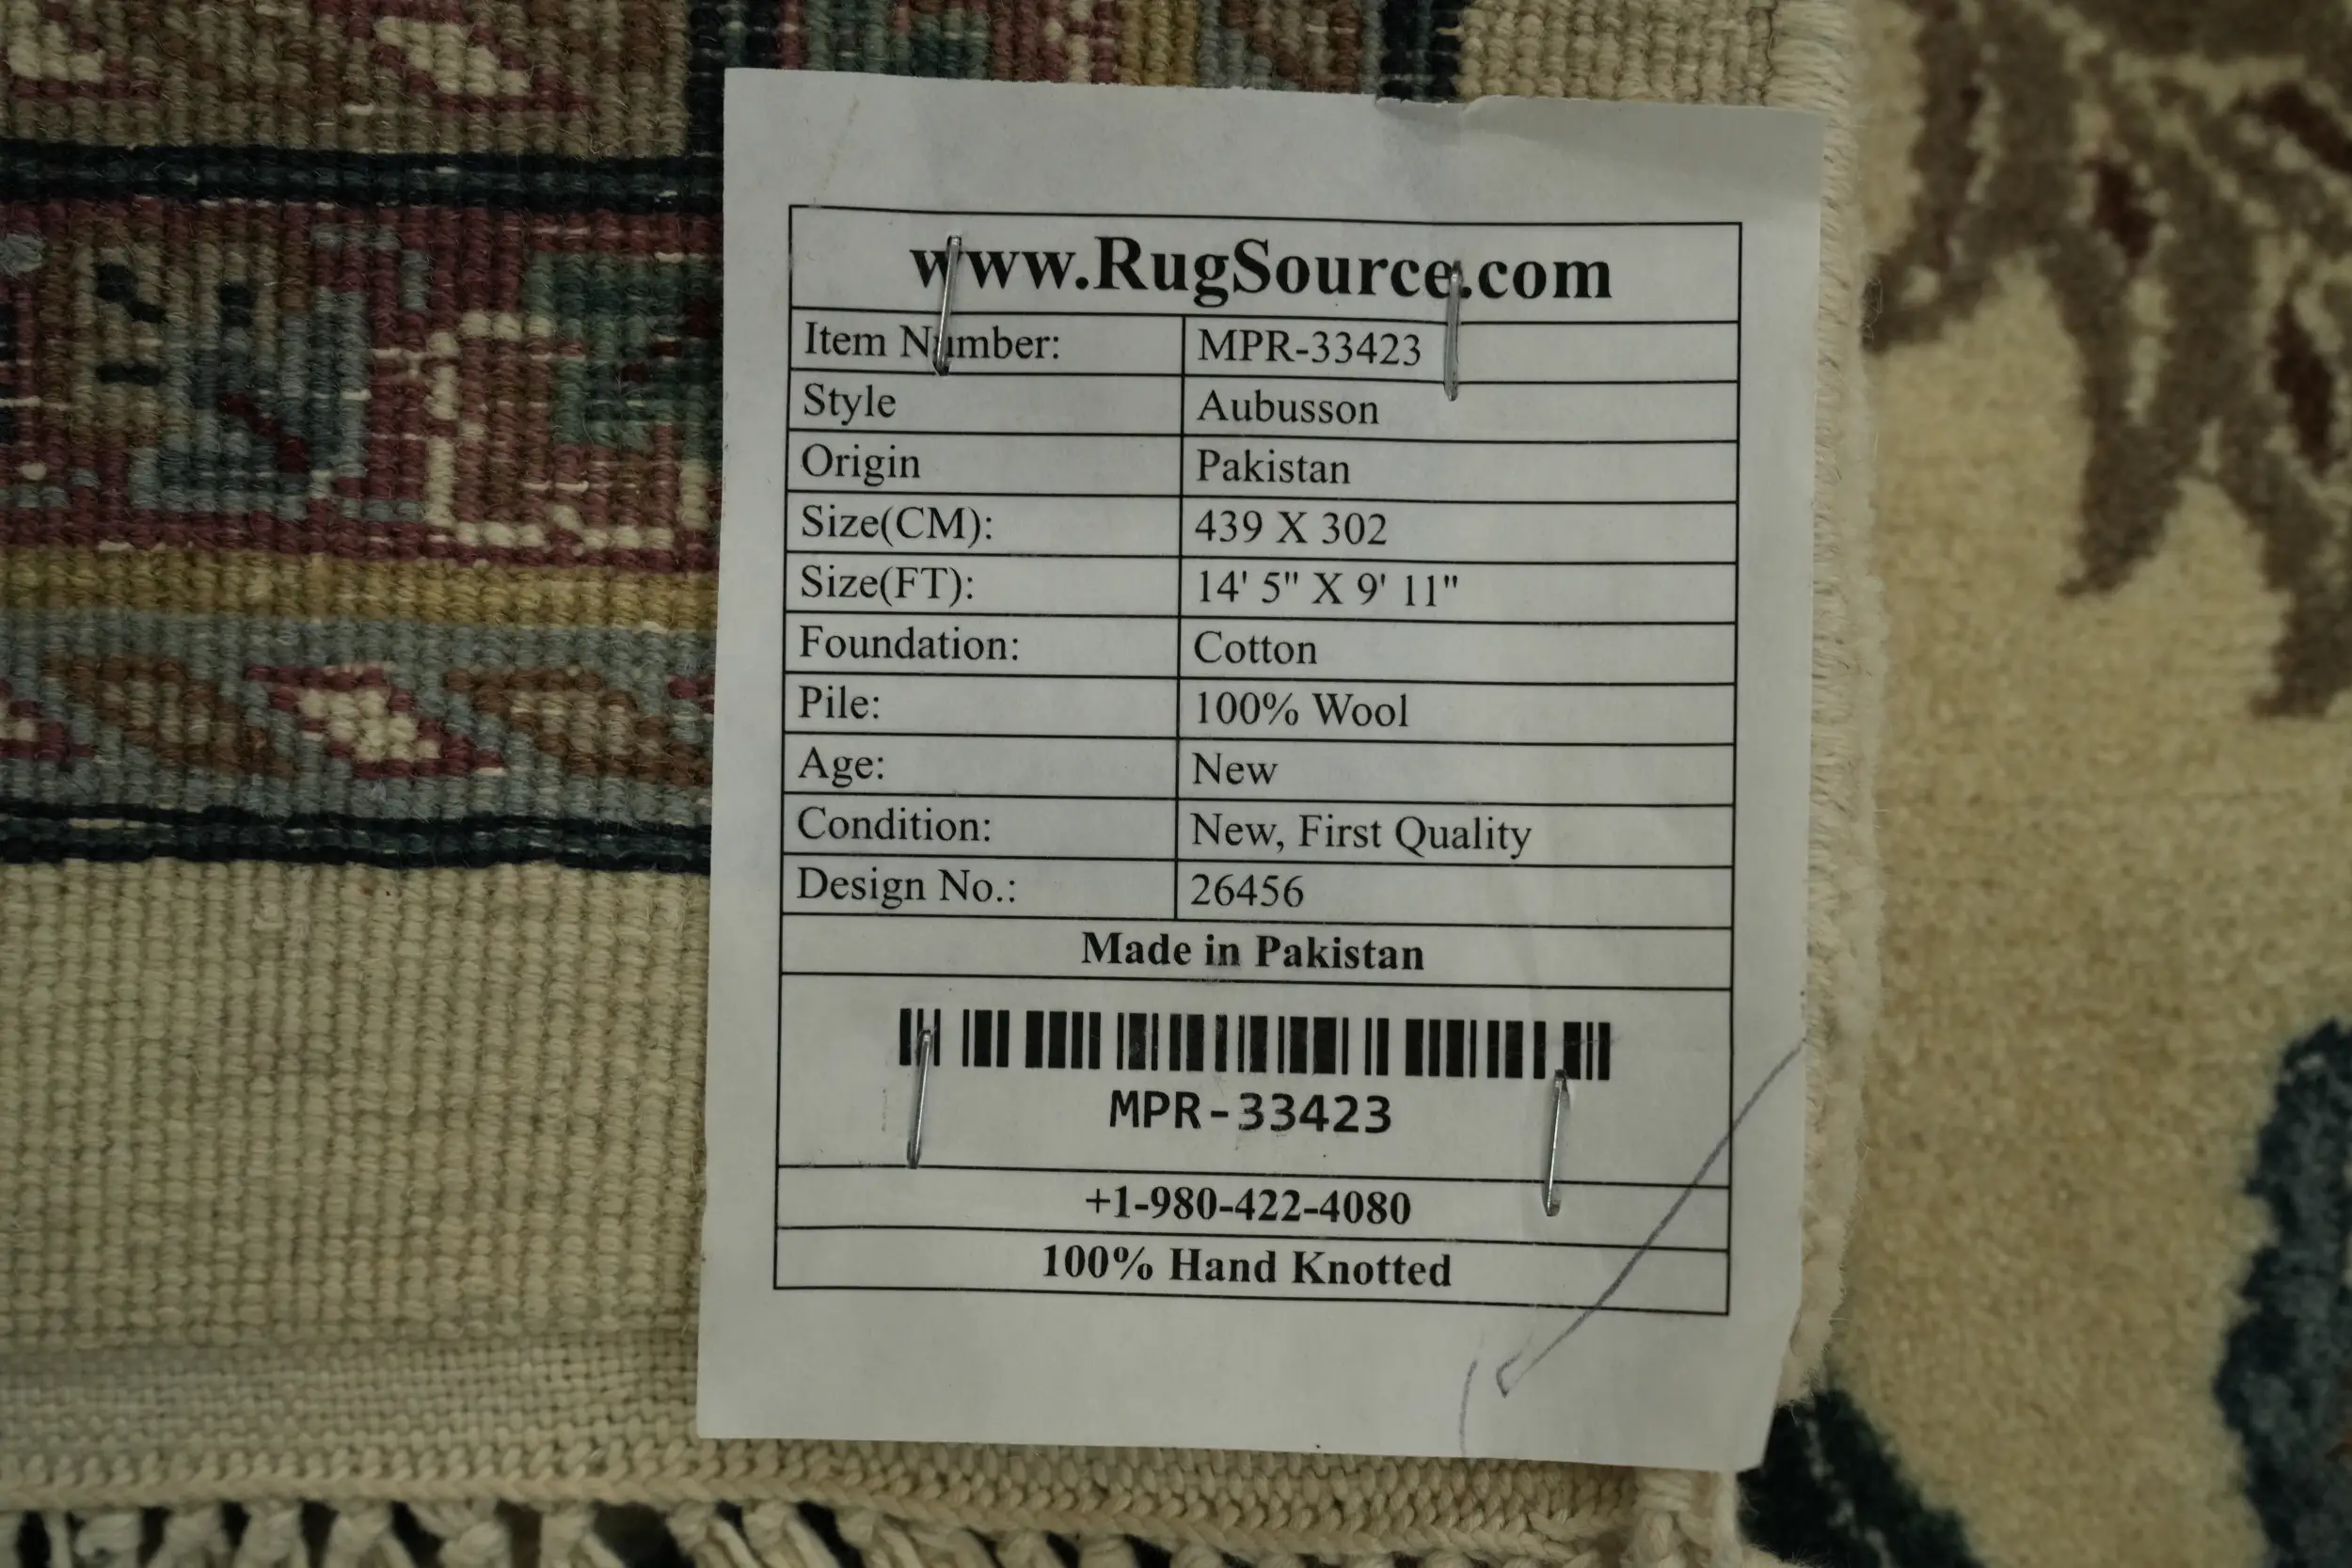 www.RugSource.com
Item Number: MPR-33423
Style Aubusson
Origin Pakistan
Size(CM): 439 X 302
Size(FT): 14' 5" X 9' 11"
Foundation: Cotton
Pile: 100% Wool
Age: New
Condition: New, First Quality
Design No.: 26456
Made in Pakistan
MPR-33423
+1-980-422-4080
100% Hand Knotted